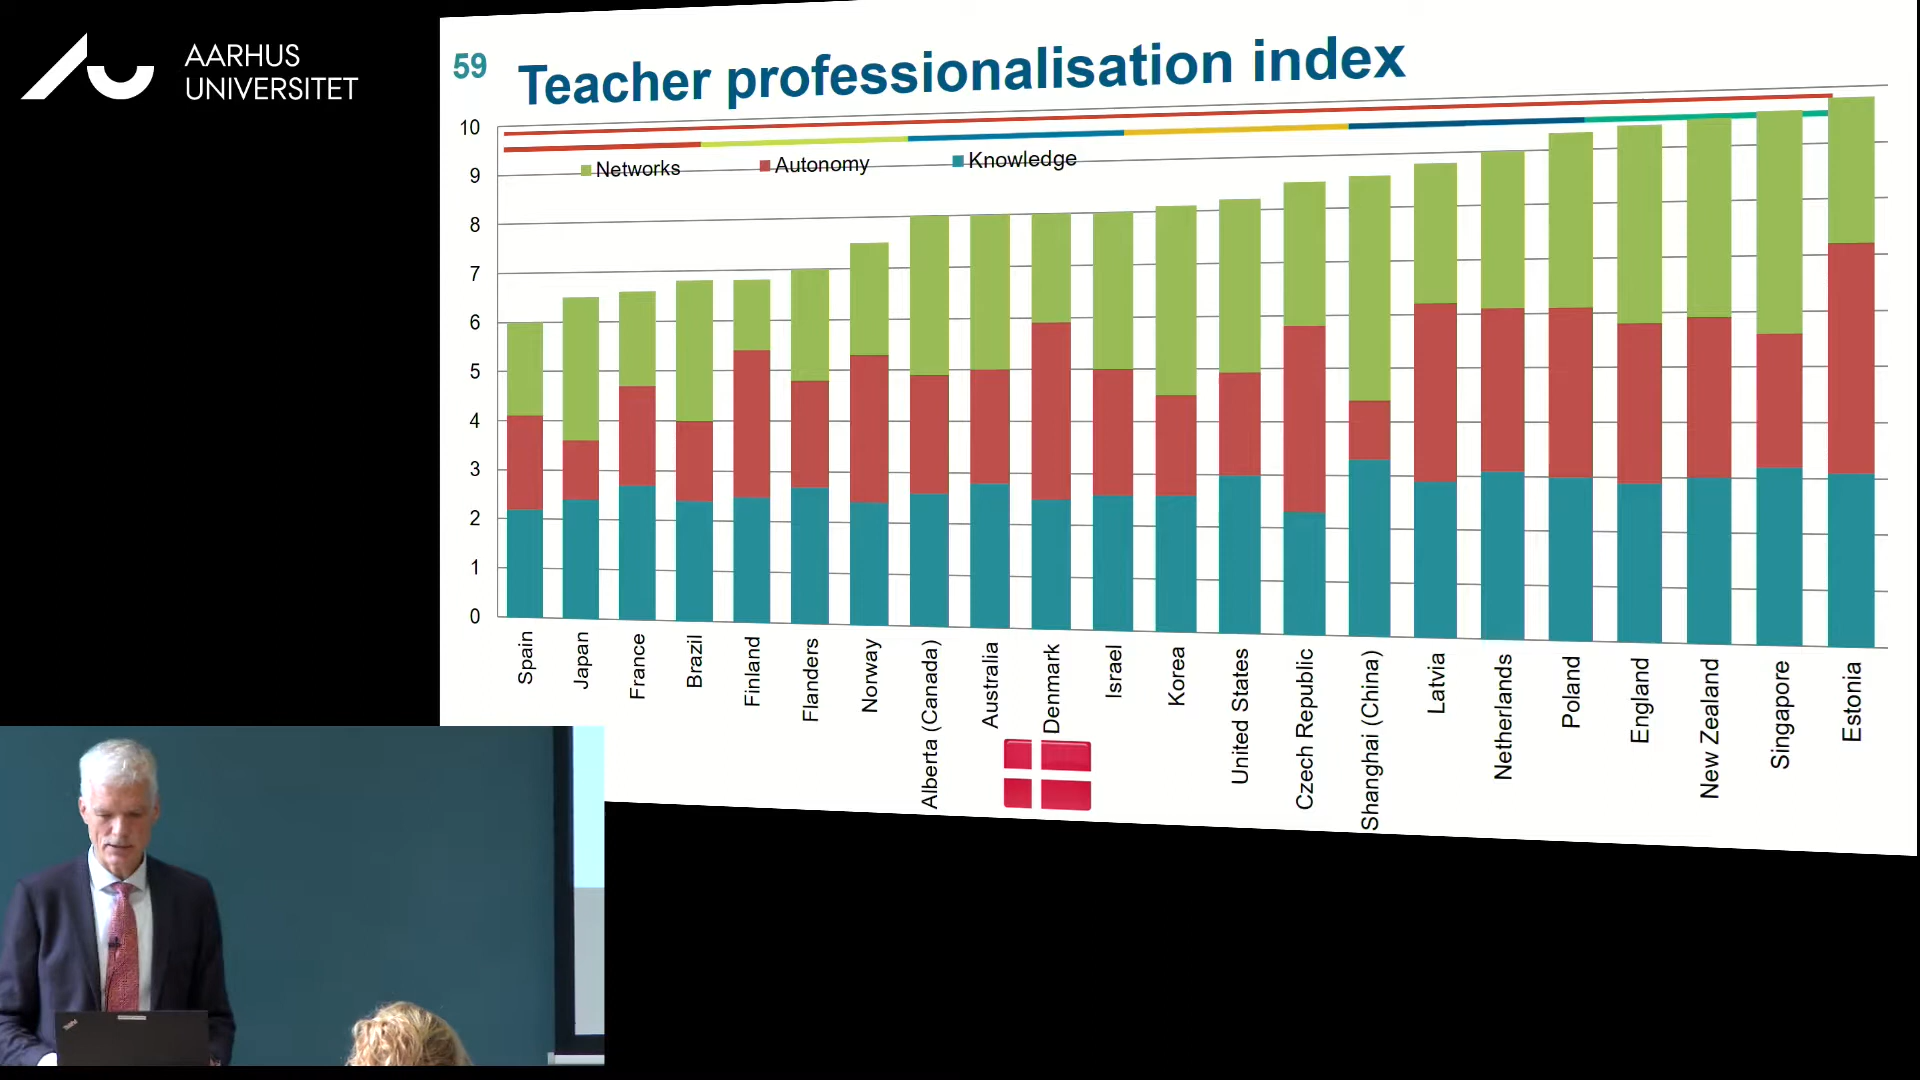 AARHUS
UNIVERSITET
59
Teacher professionalisation index
10
9
8
7
6
5
4
3
2
1
0
Networks
Autonomy
Knowledge
Spain
Japan
France
Brazil
Finland
Flanders
Norway
Alberta (Canada)
Australia
Denmark
Israel
Korea
United States
Czech Republic
Shanghai (China)
Latvia
Netherlands
Poland
England
New Zealand
Singapore
Estonia
ThinkPad